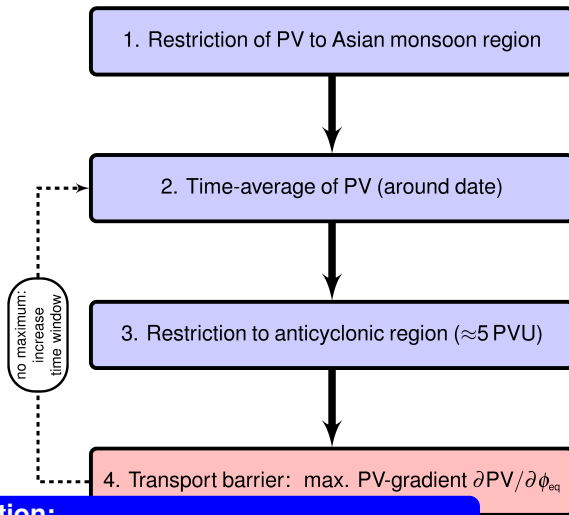 1. Restriction of PV to Asian monsoon region
2. Time-average of PV (around date)
no maximum:
increase
time window
3. Restriction to anticyclonic region (≈5 PVU)
4. Transport barrier: max. PV-gradient ∂PV/∂ϕeq